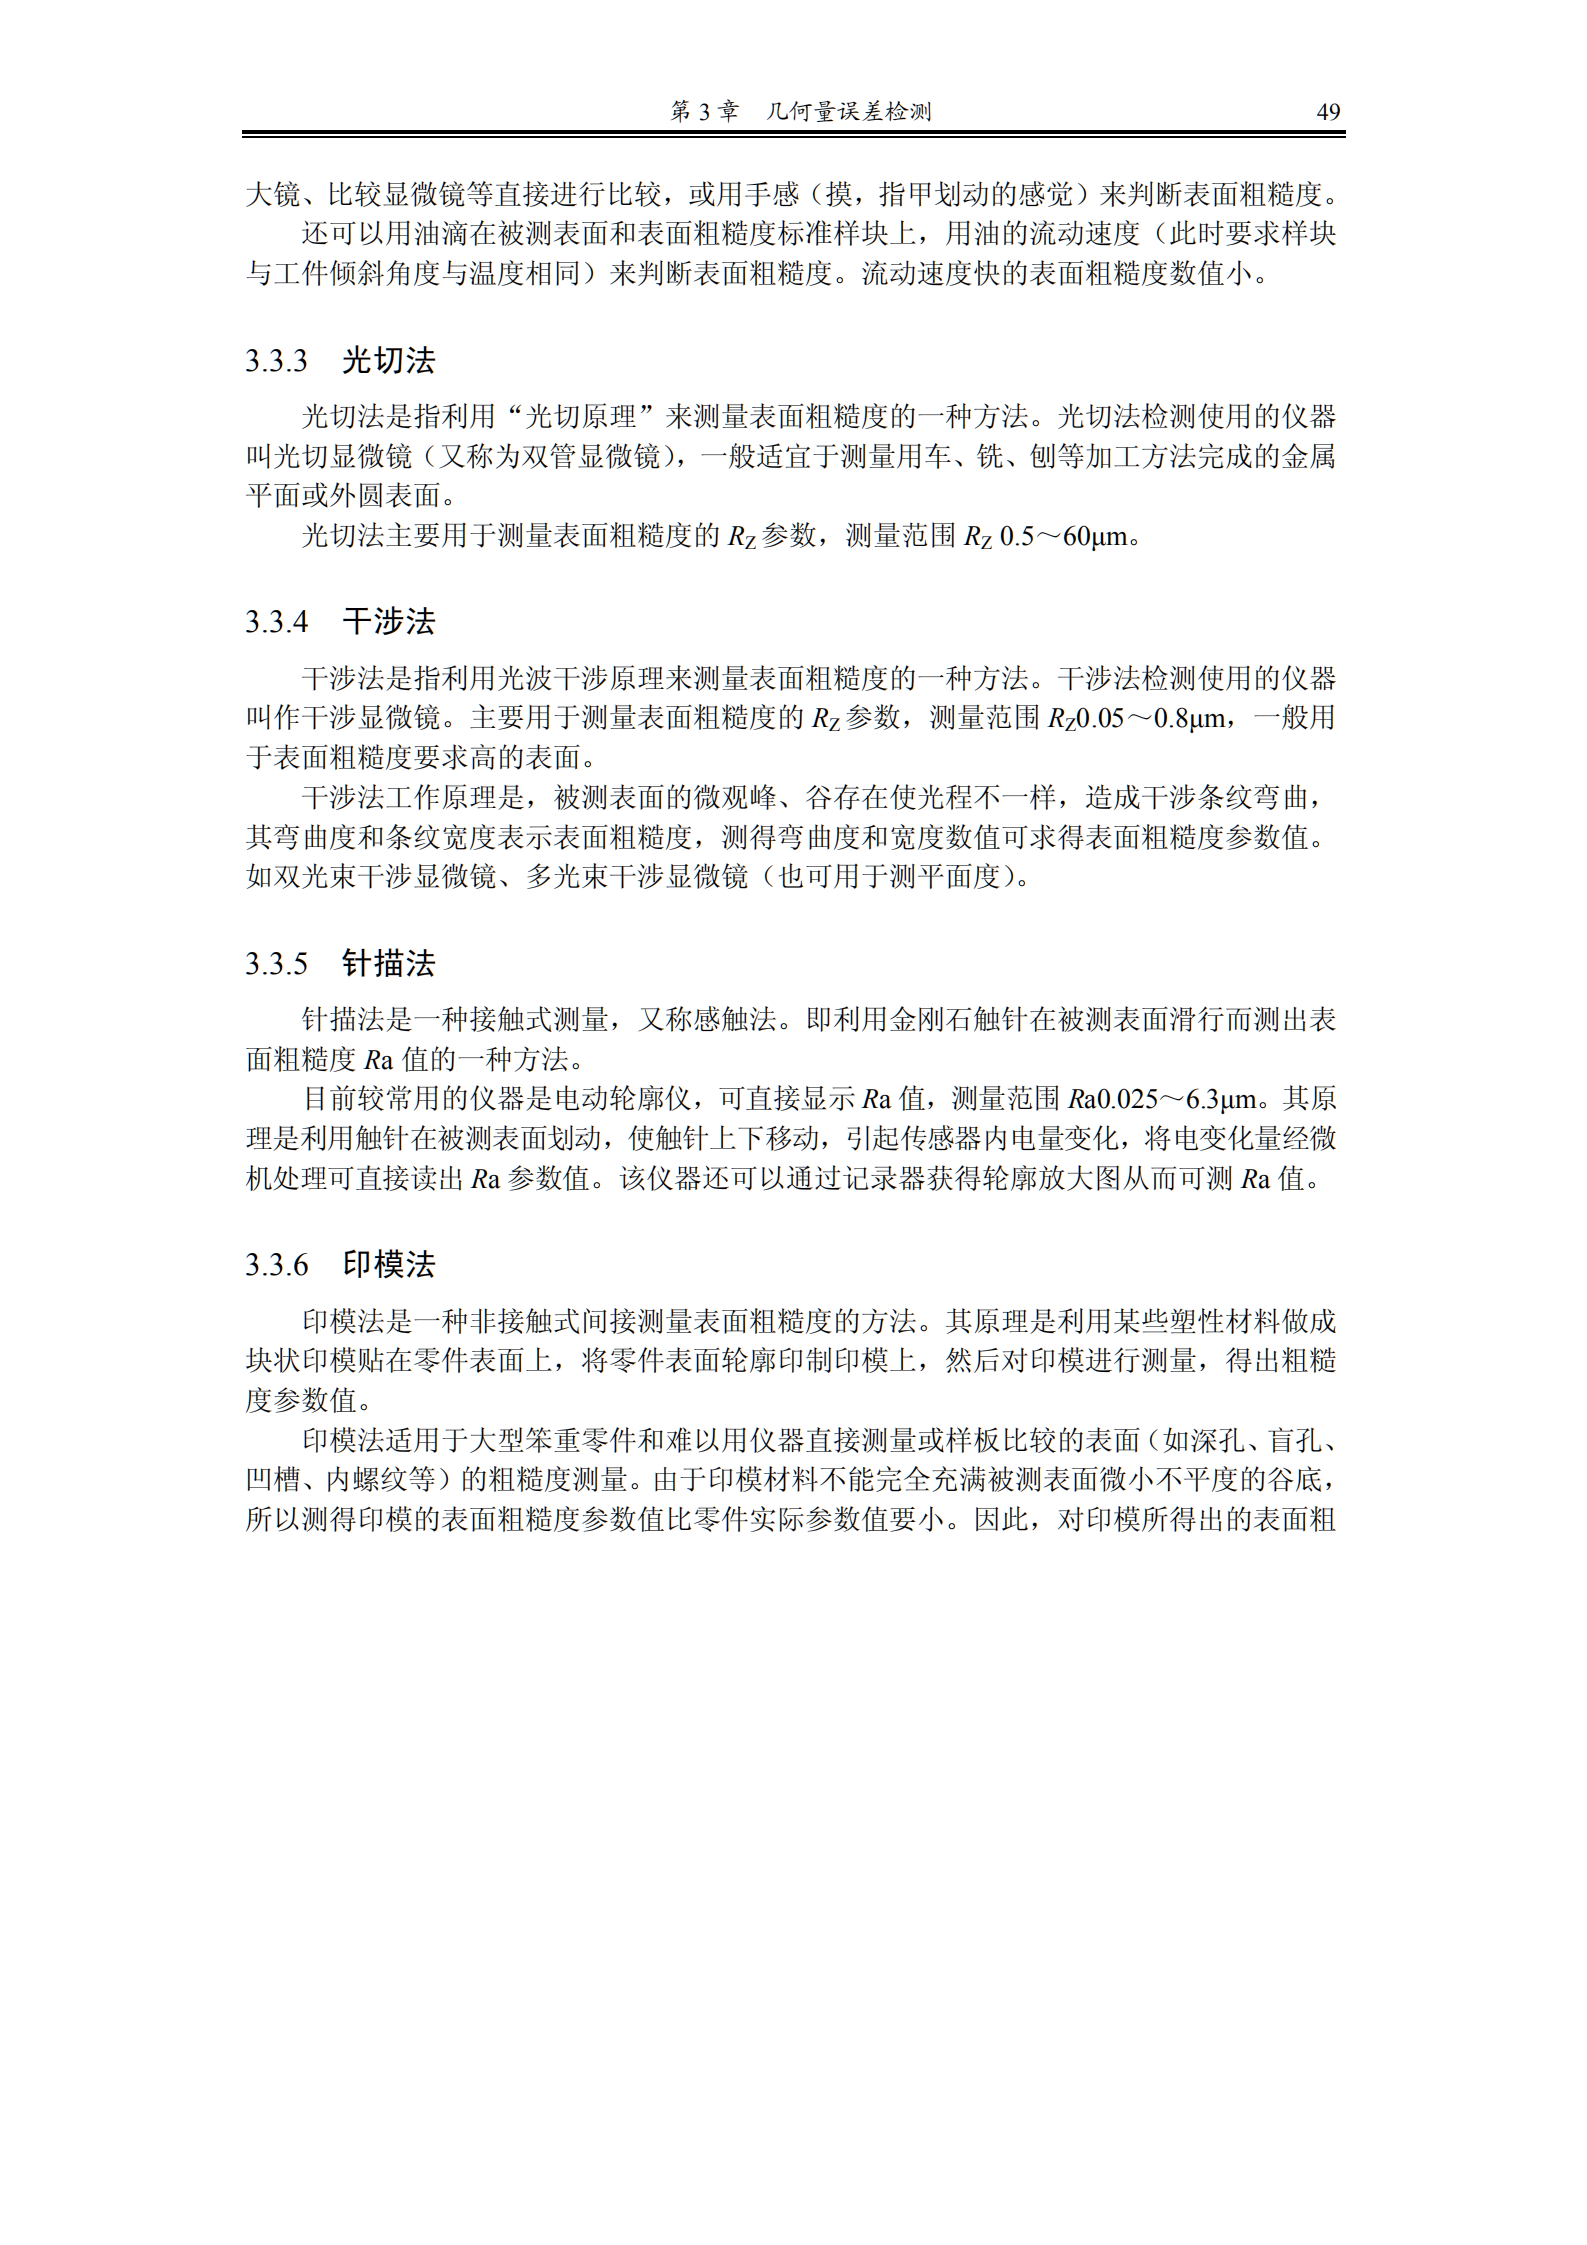 第 3 章　几何量误差检测　49
大镜、比较显微镜等直接进行比较，或用手感（摸，指甲划动的感觉）来判断表面粗糙度。
还可以用油滴在被测表面和表面粗糙度标准样块上，用油的流动速度（此时要求样块
与工件倾斜角度与温度相同）来判断表面粗糙度。流动速度快的表面粗糙度数值小。
3.3.3　光切法
光切法是指利用“光切原理”来测量表面粗糙度的一种方法。光切法检测使用的仪器
叫光切显微镜（又称为双管显微镜），一般适宜于测量用车、铣、刨等加工方法完成的金属
平面或外圆表面。
光切法主要用于测量表面粗糙度的 RZ 参数，测量范围 RZ 0.5～60μm。
3.3.4　干涉法
干涉法是指利用光波干涉原理来测量表面粗糙度的一种方法。干涉法检测使用的仪器
叫作干涉显微镜。主要用于测量表面粗糙度的 RZ 参数，测量范围 RZ0.05～0.8μm，一般用
于表面粗糙度要求高的表面。
干涉法工作原理是，被测表面的微观峰、谷存在使光程不一样，造成干涉条纹弯曲，
其弯曲度和条纹宽度表示表面粗糙度，测得弯曲度和宽度数值可求得表面粗糙度参数值。
如双光束干涉显微镜、多光束干涉显微镜（也可用于测平面度）。
3.3.5　针描法
针描法是一种接触式测量，又称感触法。即利用金刚石触针在被测表面滑行而测出表
面粗糙度 Ra 值的一种方法。
目前较常用的仪器是电动轮廓仪，可直接显示 Ra 值，测量范围 Ra0.025～6.3μm。其原
理是利用触针在被测表面划动，使触针上下移动，引起传感器内电量变化，将电变化量经微
机处理可直接读出 Ra 参数值。该仪器还可以通过记录器获得轮廓放大图从而可测 Ra 值。
3.3.6　印模法
印模法是一种非接触式间接测量表面粗糙度的方法。其原理是利用某些塑性材料做成
块状印模贴在零件表面上，将零件表面轮廓印制印模上，然后对印模进行测量，得出粗糙
度参数值。
印模法适用于大型笨重零件和难以用仪器直接测量或样板比较的表面（如深孔、盲孔、
凹槽、内螺纹等）的粗糙度测量。由于印模材料不能完全充满被测表面微小不平度的谷底，
所以测得印模的表面粗糙度参数值比零件实际参数值要小。因此，对印模所得出的表面粗